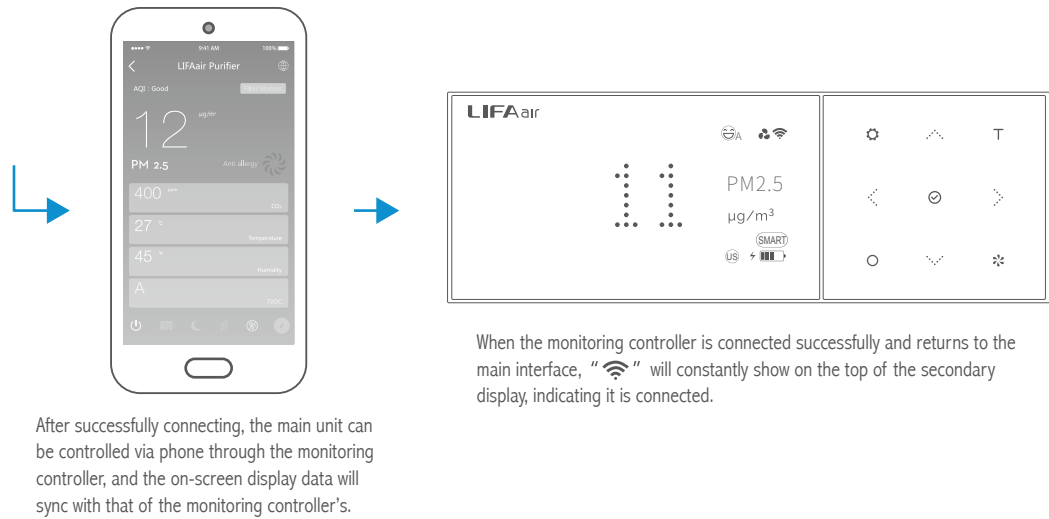 9:41 AM
100%
LIFAair Purifier
AQI : Good
12
μg/m³
PM 2.5
Anti allergy
400 ppm
CO₂
27 °C
Temperature
45 %
Humidity
A
TVOC
After successfully connecting, the main unit can
be controlled via phone through the monitoring
controller, and the on-screen display data will
sync with that of the monitoring controller's.
LIFAair
A
11
PM2.5
μg/m³
SMART
US
T
When the monitoring controller is connected successfully and returns to the
main interface, “ ” will constantly show on the top of the secondary
display, indicating it is connected.